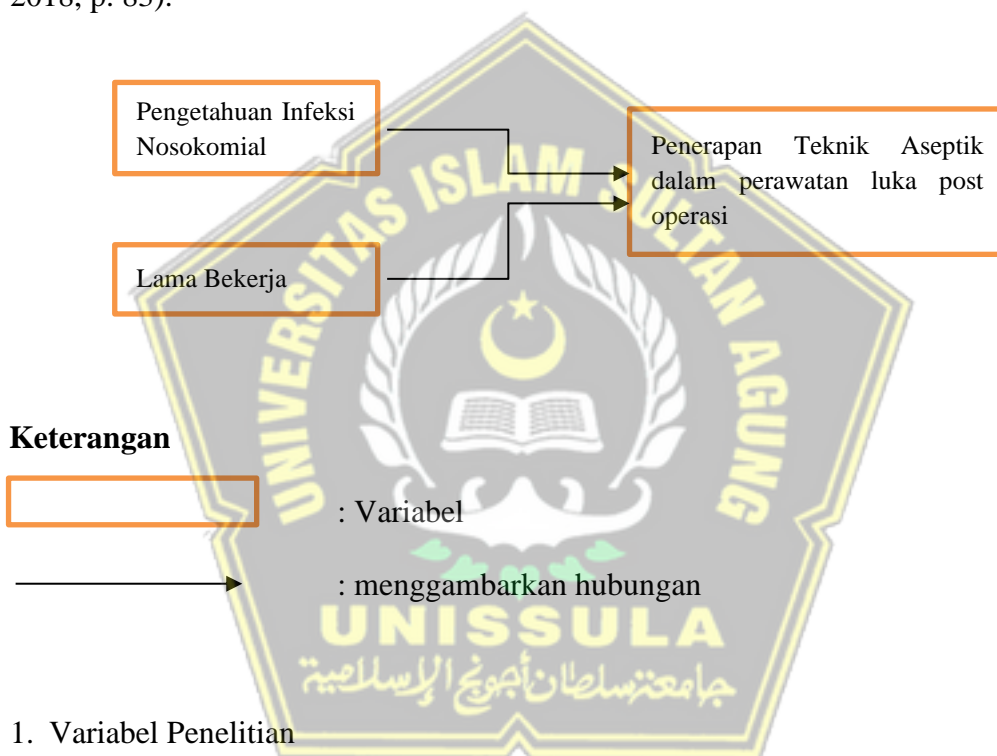 2018, p. 83).
Pengetahuan Infeksi
Nosokomial
Penerapan Teknik Aseptik
dalam perawatan luka post
operasi
Lama Bekerja
UNIVERSITAS ISLAM SULTAN AGUNG
Keterangan
: Variabel
: menggambarkan hubungan
UNISSULA
جامعة سلطان أجونج الإسلامية
1. Variabel Penelitian